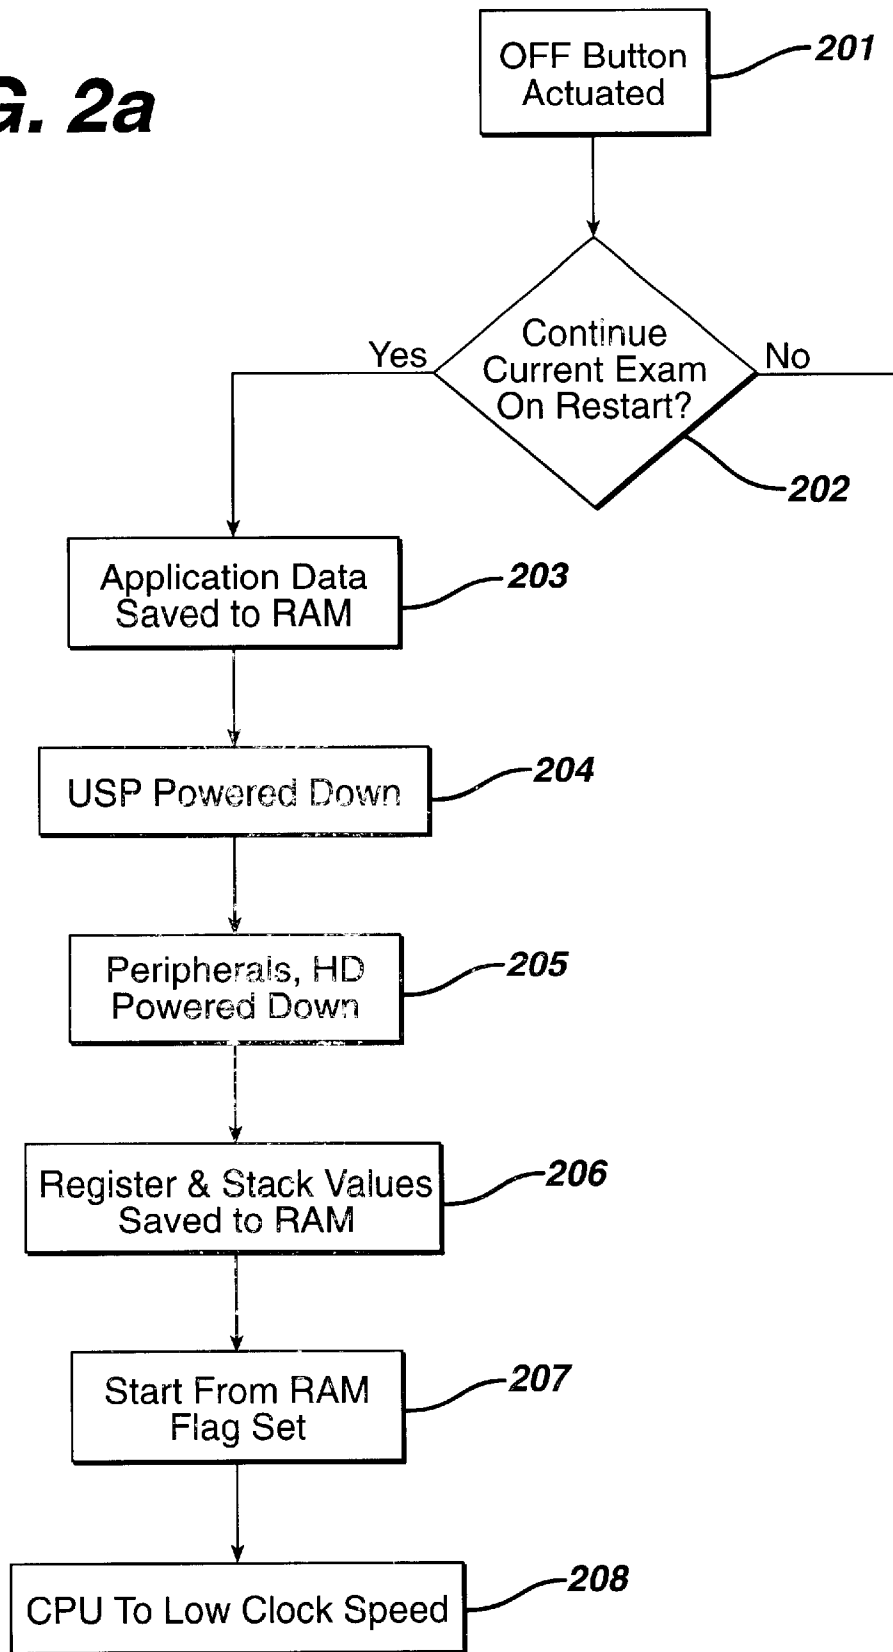 G. 2a
OFF Button
Actuated
201
Continue
Current Exam
On Restart?
Yes
No
202
Application Data
Saved to RAM
203
USP Powered Down
204
Peripherals, HD
Powered Down
205
Register & Stack Values
Saved to RAM
206
Start From RAM
Flag Set
207
CPU To Low Clock Speed
208